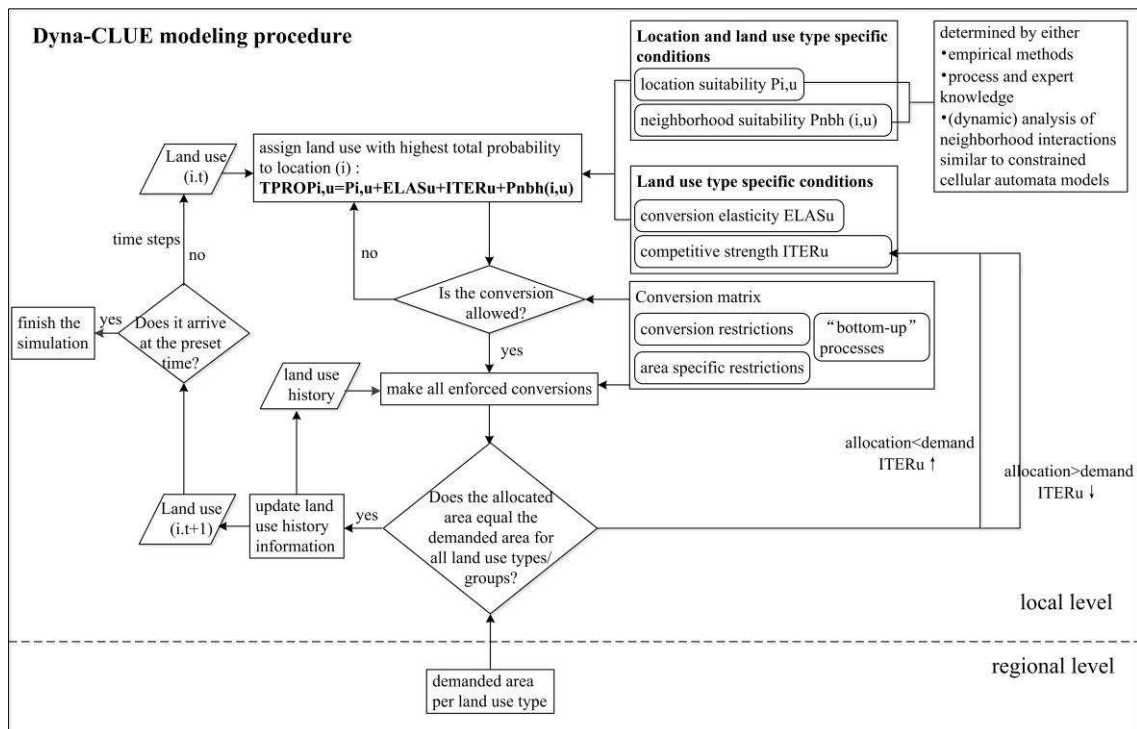 Dyna-CLUE modeling procedure
Location and land use type specific
conditions
location suitability Pi,u
neighborhood suitability Pnbh (i,u)
determined by either
•empirical methods
•process and expert
knowledge
•(dynamic) analysis of
neighborhood interactions
similar to constrained
cellular automata models
Land use
(i.t)
assign land use with highest total probability
to location (i) :
TPROPi,u=Pi,u+ELASu+ITERu+Pnbh(i,u)
Land use type specific conditions
conversion elasticity ELASu
competitive strength ITERu
time steps
no
no
Is the conversion
allowed?
Conversion matrix
conversion restrictions
area specific restrictions
“bottom-up”
processes
finish the
simulation
yes
Does it arrive
at the preset
time?
yes
land use
history
make all enforced conversions
allocation<demand
ITERu ↑
allocation>demand
ITERu ↓
Land use
(i.t+1)
update land
use history
information
yes
Does the allocated
area equal the
demanded area for
all land use types/
groups?
local level
regional level
demanded area
per land use type